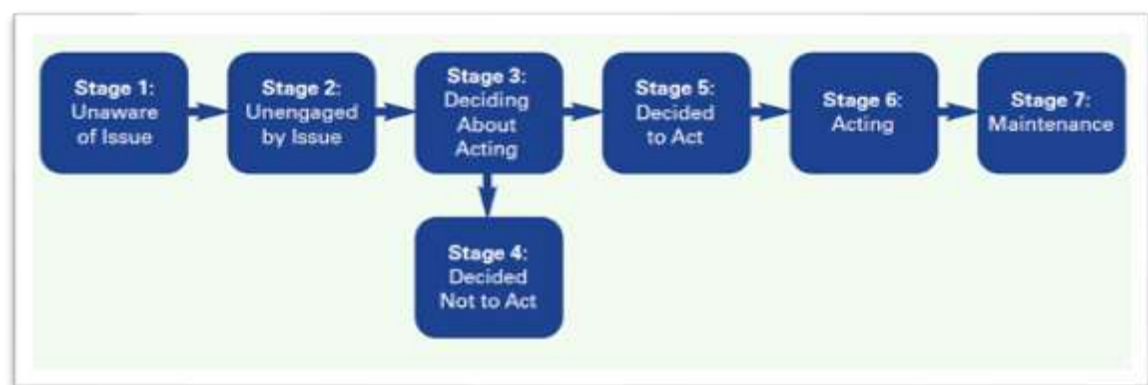 Stage 1:
Unaware
of Issue
Stage 2:
Unengaged
by Issue
Stage 3:
Deciding
About
Acting
Stage 5:
Decided
to Act
Stage 6:
Acting
Stage 7:
Maintenance
Stage 4:
Decided
Not to Act